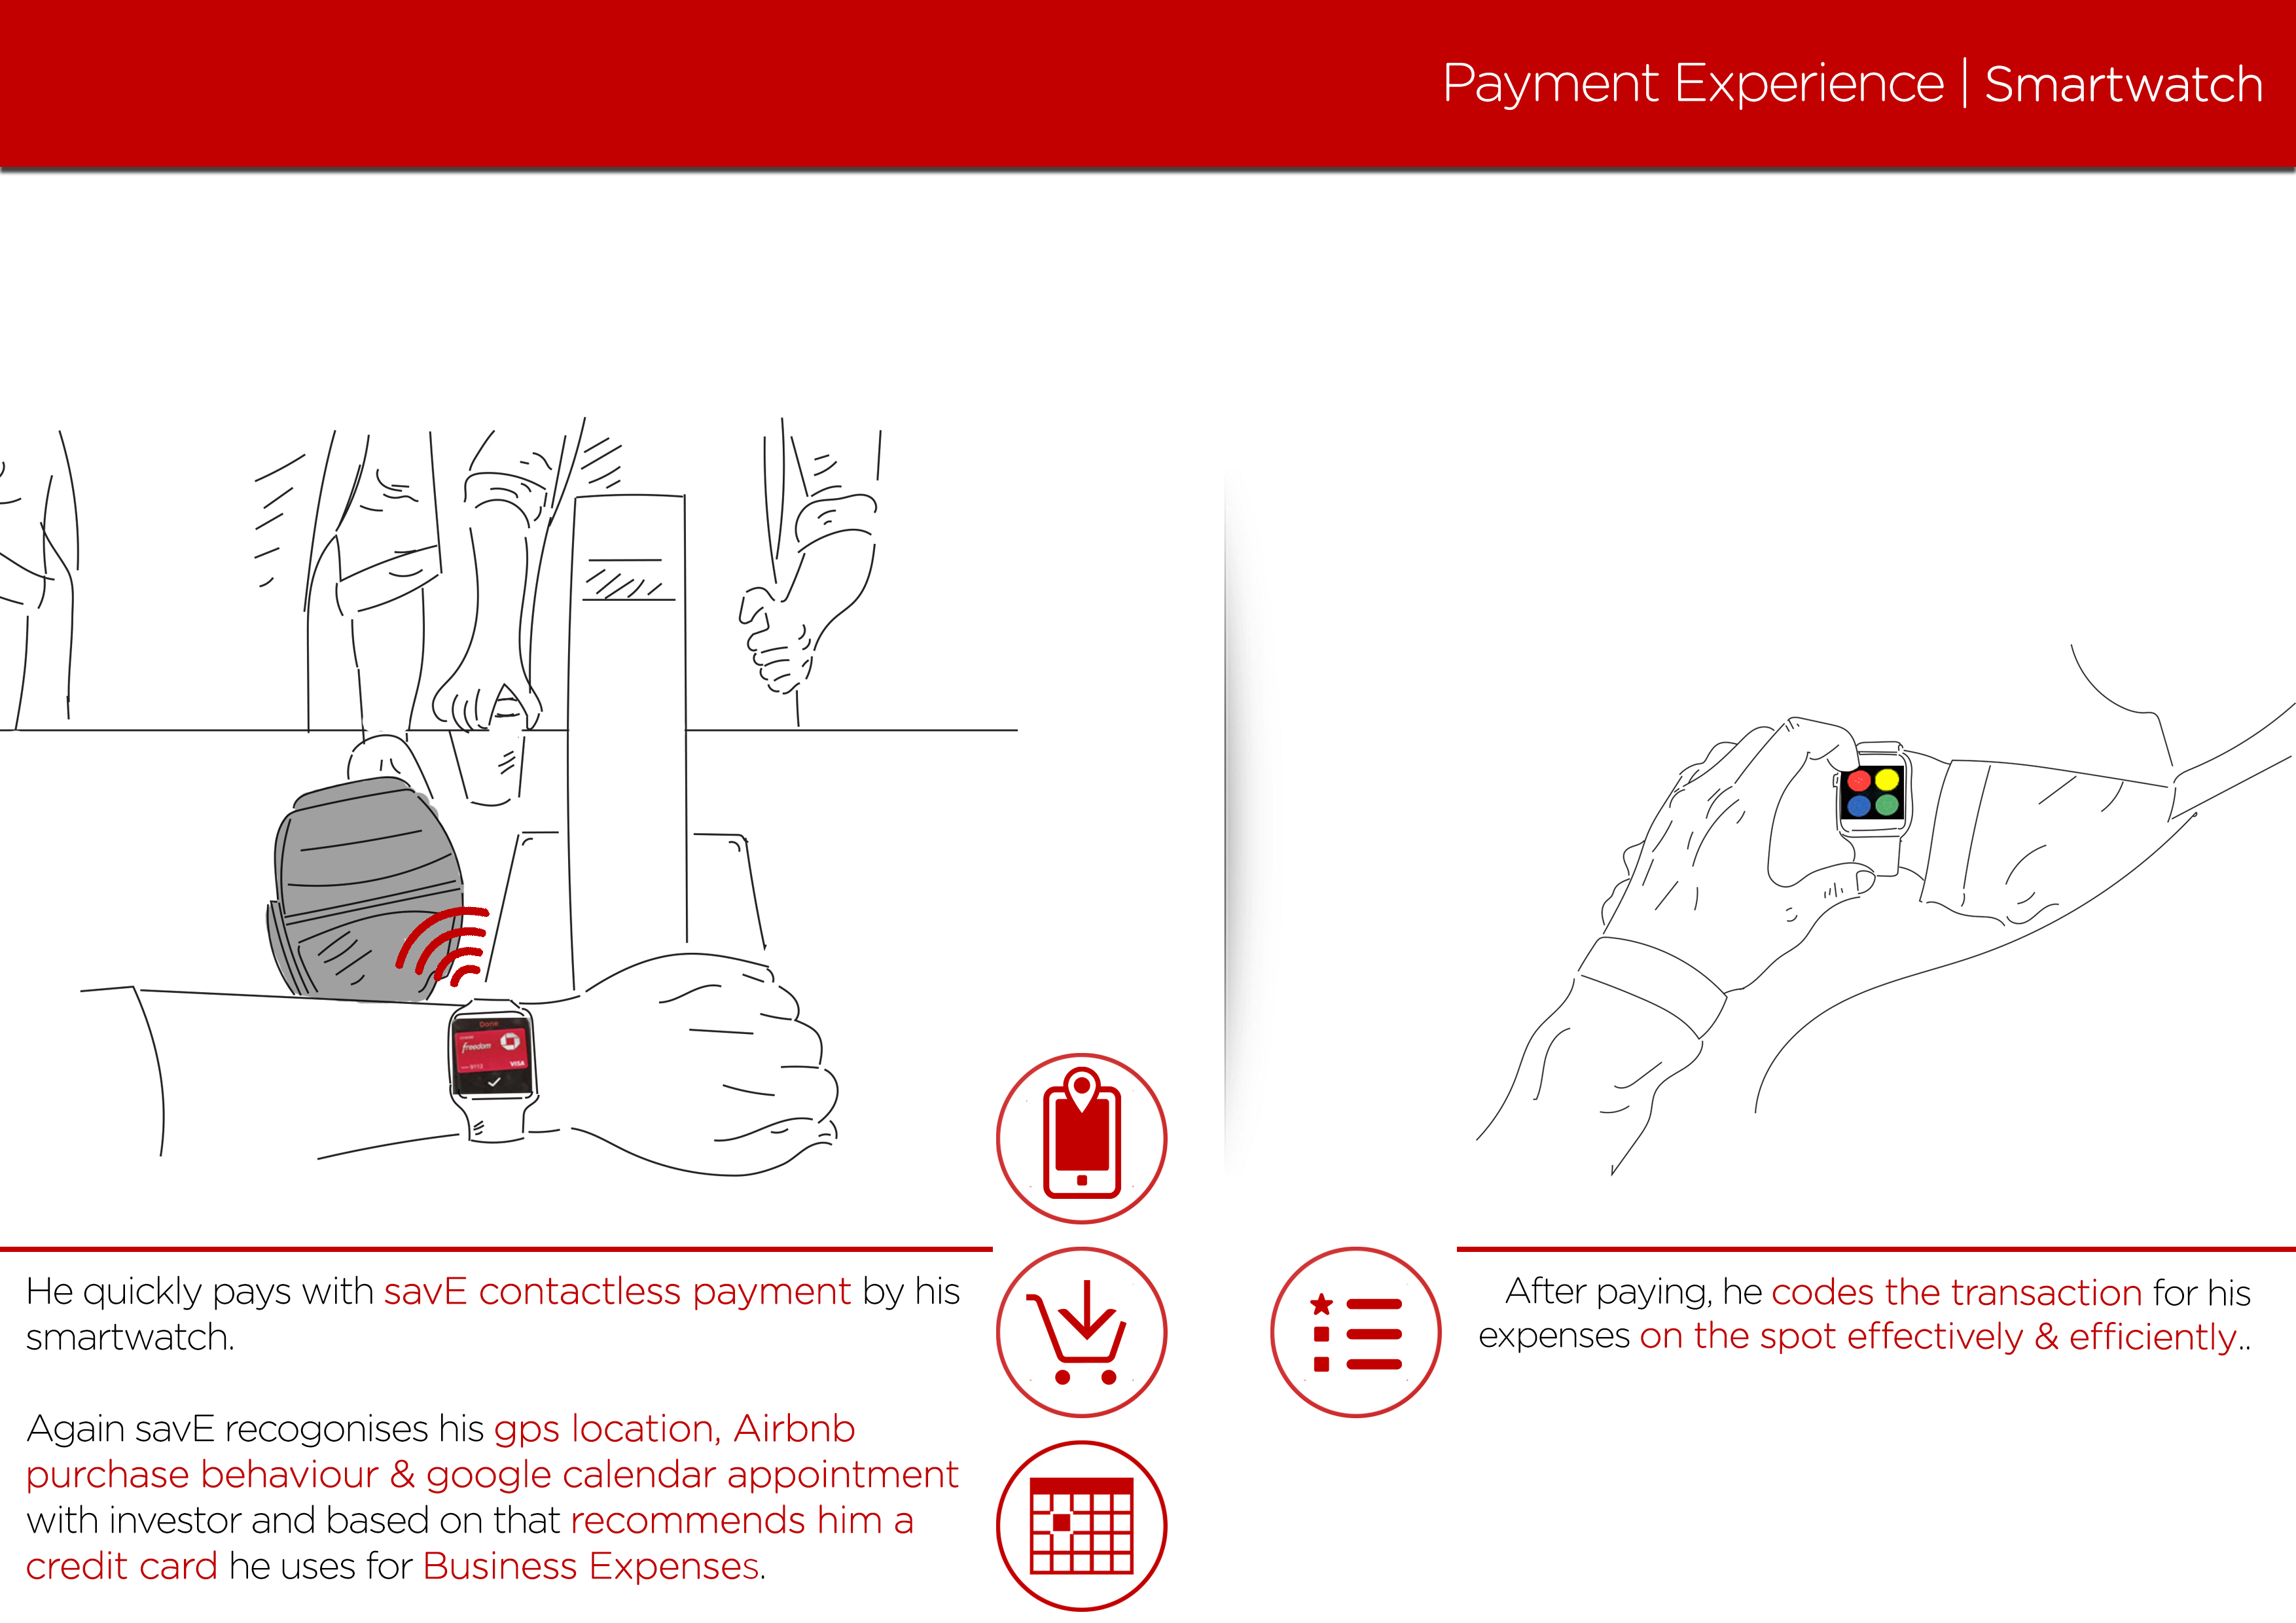 Payment Experience | Smartwatch
Done
freedom
9112
VISA
He quickly pays with savE contactless payment by his
smartwatch.
Again savE recogonises his gps location, Airbnb
purchase behaviour & google calendar appointment
with investor and based on that recommends him a
credit card he uses for Business Expenses.
After paying, he codes the transaction for his
expenses on the spot effectively & efficiently..